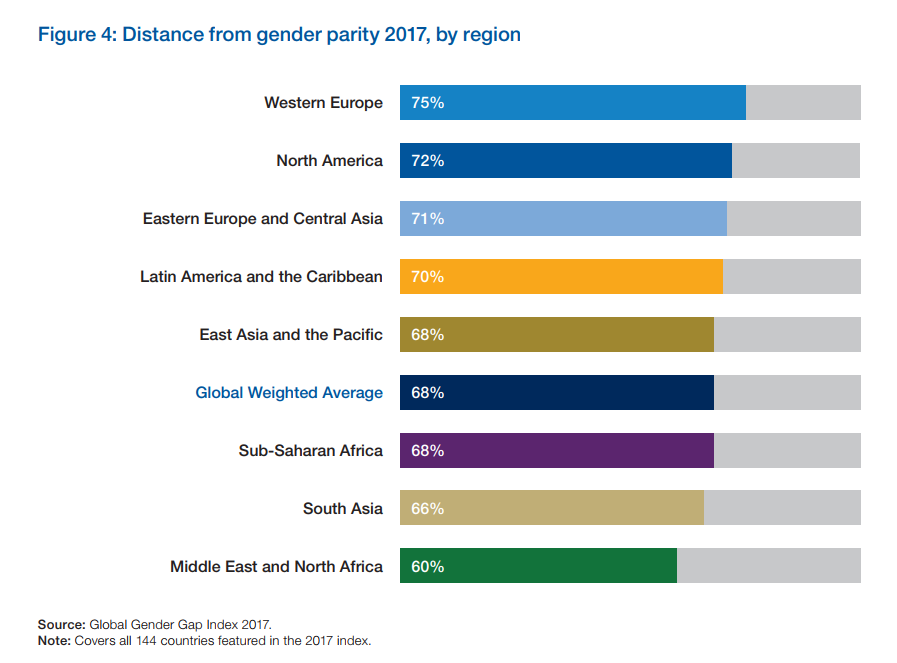 Figure 4: Distance from gender parity 2017, by region
Western Europe 75%
North America 72%
Eastern Europe and Central Asia 71%
Latin America and the Caribbean 70%
East Asia and the Pacific 68%
Global Weighted Average 68%
Sub-Saharan Africa 68%
South Asia 66%
Middle East and North Africa 60%
Source: Global Gender Gap Index 2017.
Note: Covers all 144 countries featured in the 2017 index.